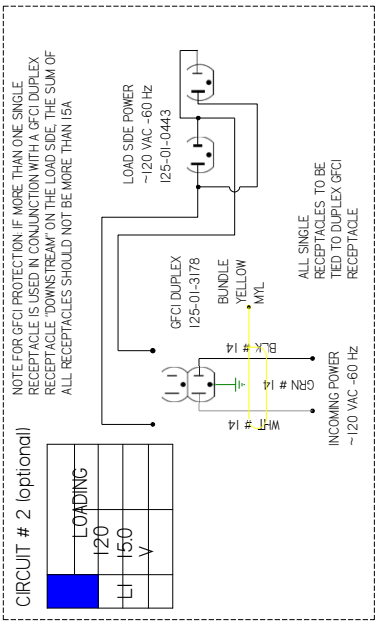 CIRCUIT # 2 (optional)
NOTE FOR GFCI PROTECTION: IF MORE THAN ONE SINGLE
RECEPTACLE IS USED IN CONJUNCTION WITH A GFCI DUPLEX
RECEPTACLE "DOWNSTREAM" ON THE LOAD SIDE, THE SUM OF
ALL RECEPTACLES SHOULD NOT BE MORE THAN 15A
LOADING
120
L1 15.0
V
LOAD SIDE POWER
~120 VAC -60 Hz
125-01-0443
GFCI DUPLEX
125-01-3178
BUNDLE
YELLOW
MYL
WHT # 14
GRN # 14
BLK # 14
INCOMING POWER
~120 VAC -60 Hz
ALL SINGLE
RECEPTACLES TO BE
TIED TO DUPLEX GFCI
RECEPTACLE